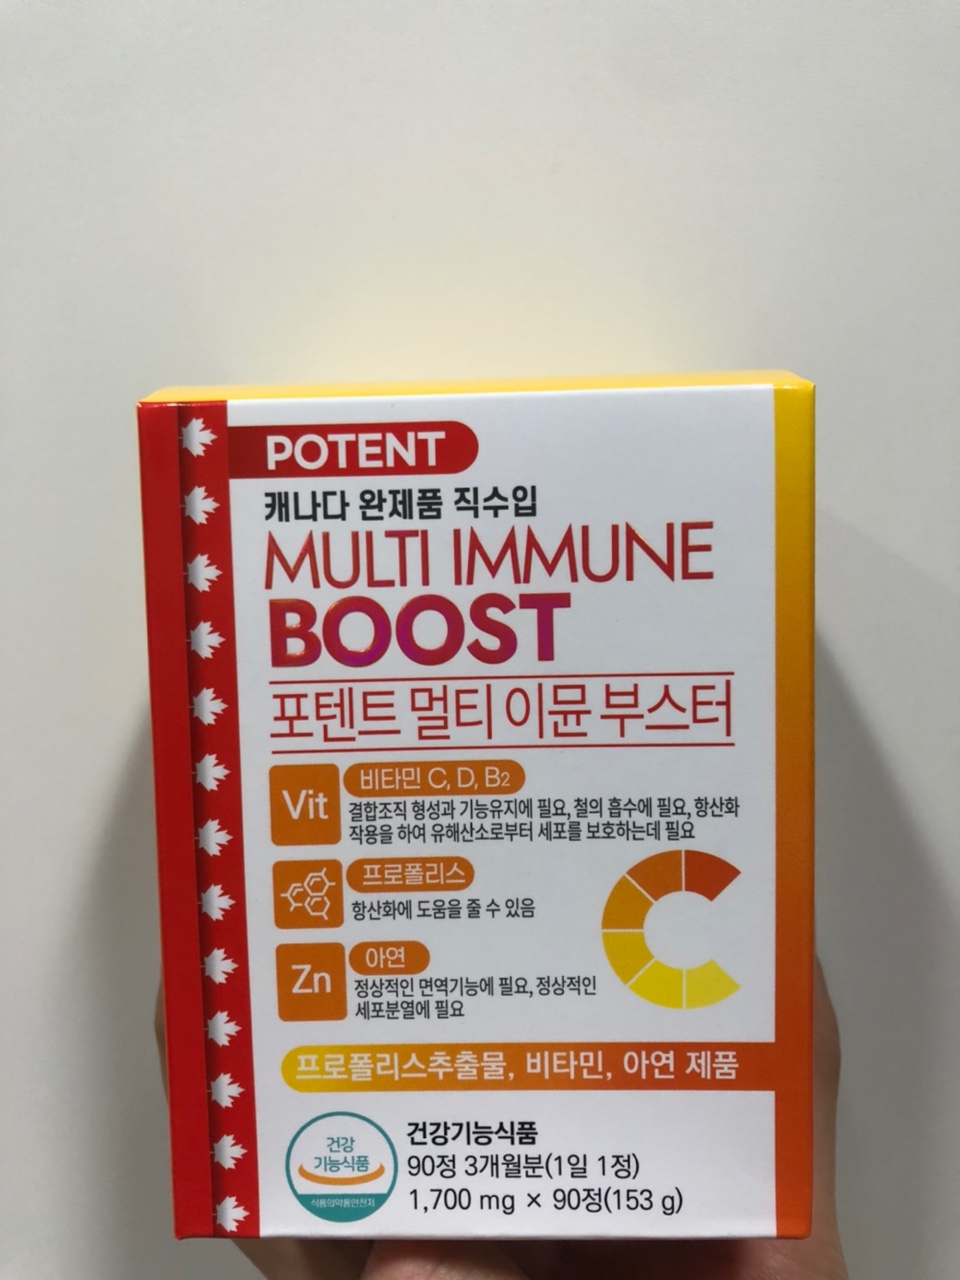 POTENT
캐나다 완제품 직수입
MULTI IMMUNE
BOOST
포텐트 멀티 이뮨 부스터
Vit
비타민 C, D, B2
결합조직 형성과 기능유지에 필요, 철의 흡수에 필요, 항산화
작용을 하여 유해산소로부터 세포를 보호하는데 필요
프로폴리스
항산화에 도움을 줄 수 있음
Zn
아연
정상적인 면역기능에 필요, 정상적인
세포분열에 필요
프로폴리스추출물, 비타민, 아연 제품
건강
기능식품
식품의약품안전처
건강기능식품
90정 3개월분(1일 1정)
1,700 mg × 90정(153 g)